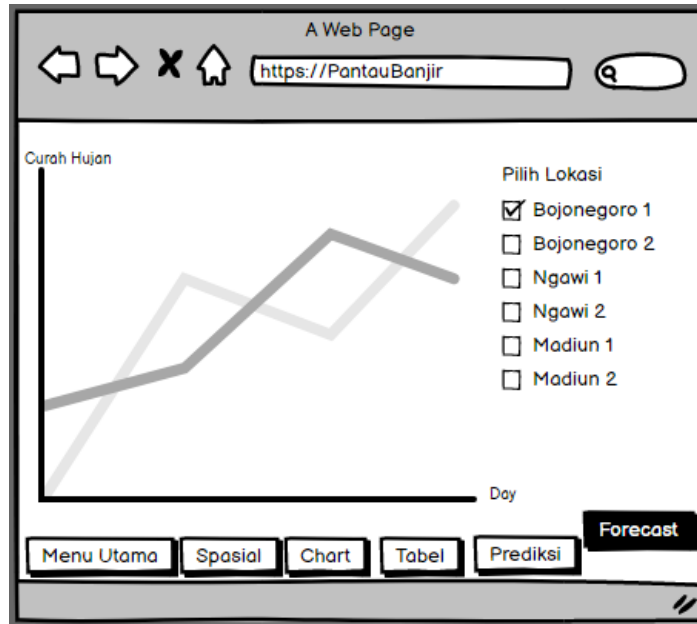 A Web Page
https://PantauBanjir
Curah Hujan
Pilih Lokasi
Bojonegoro 1
Bojonegoro 2
Ngawi 1
Ngawi 2
Madiun 1
Madiun 2
Day
Forecast
Menu Utama
Spasial
Chart
Tabel
Prediksi